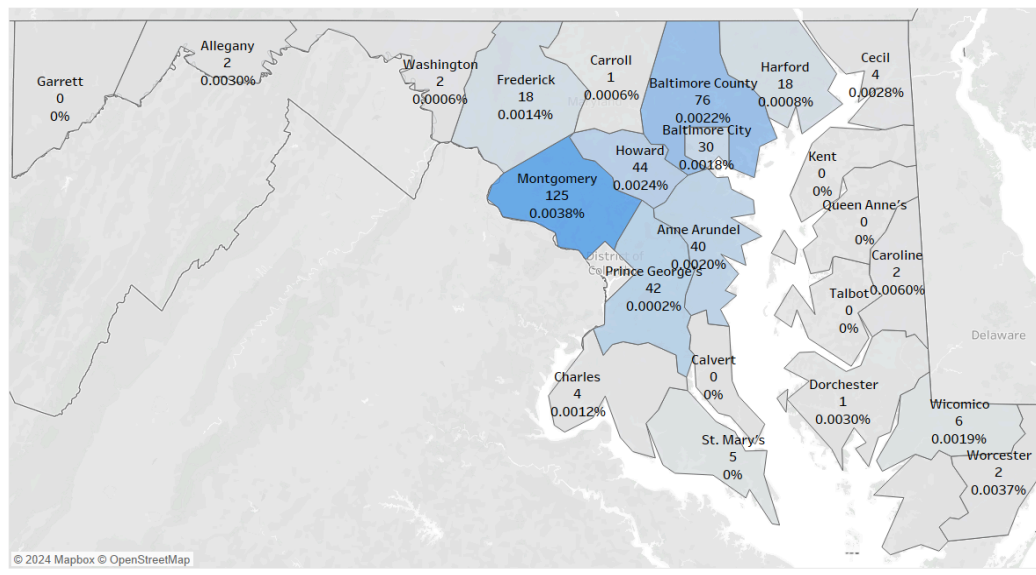 Garrett
0
0%
Allegany
2
0.0030%
Washington
2
0.0006%
Frederick
18
0.0014%
Carroll
1
0.0006%
Baltimore County
76
0.0022%
Baltimore City
30
0.0018%
Harford
18
0.0008%
Cecil
4
0.0028%
Howard
44
0.0024%
Montgomery
125
0.0038%
Kent
0
0%
Queen Anne's
0
0%
Anne Arundel
40
0.0020%
District of
Prince George's
42
0.0002%
Caroline
2
0.0060%
Talbot
0
0%
Delaware
Charles
4
0.0012%
Calvert
0
0%
Dorchester
1
0.0030%
Wicomico
6
0.0019%
St. Mary's
5
0%
Worcester
2
0.0037%
© 2024 Mapbox © OpenStreetMap